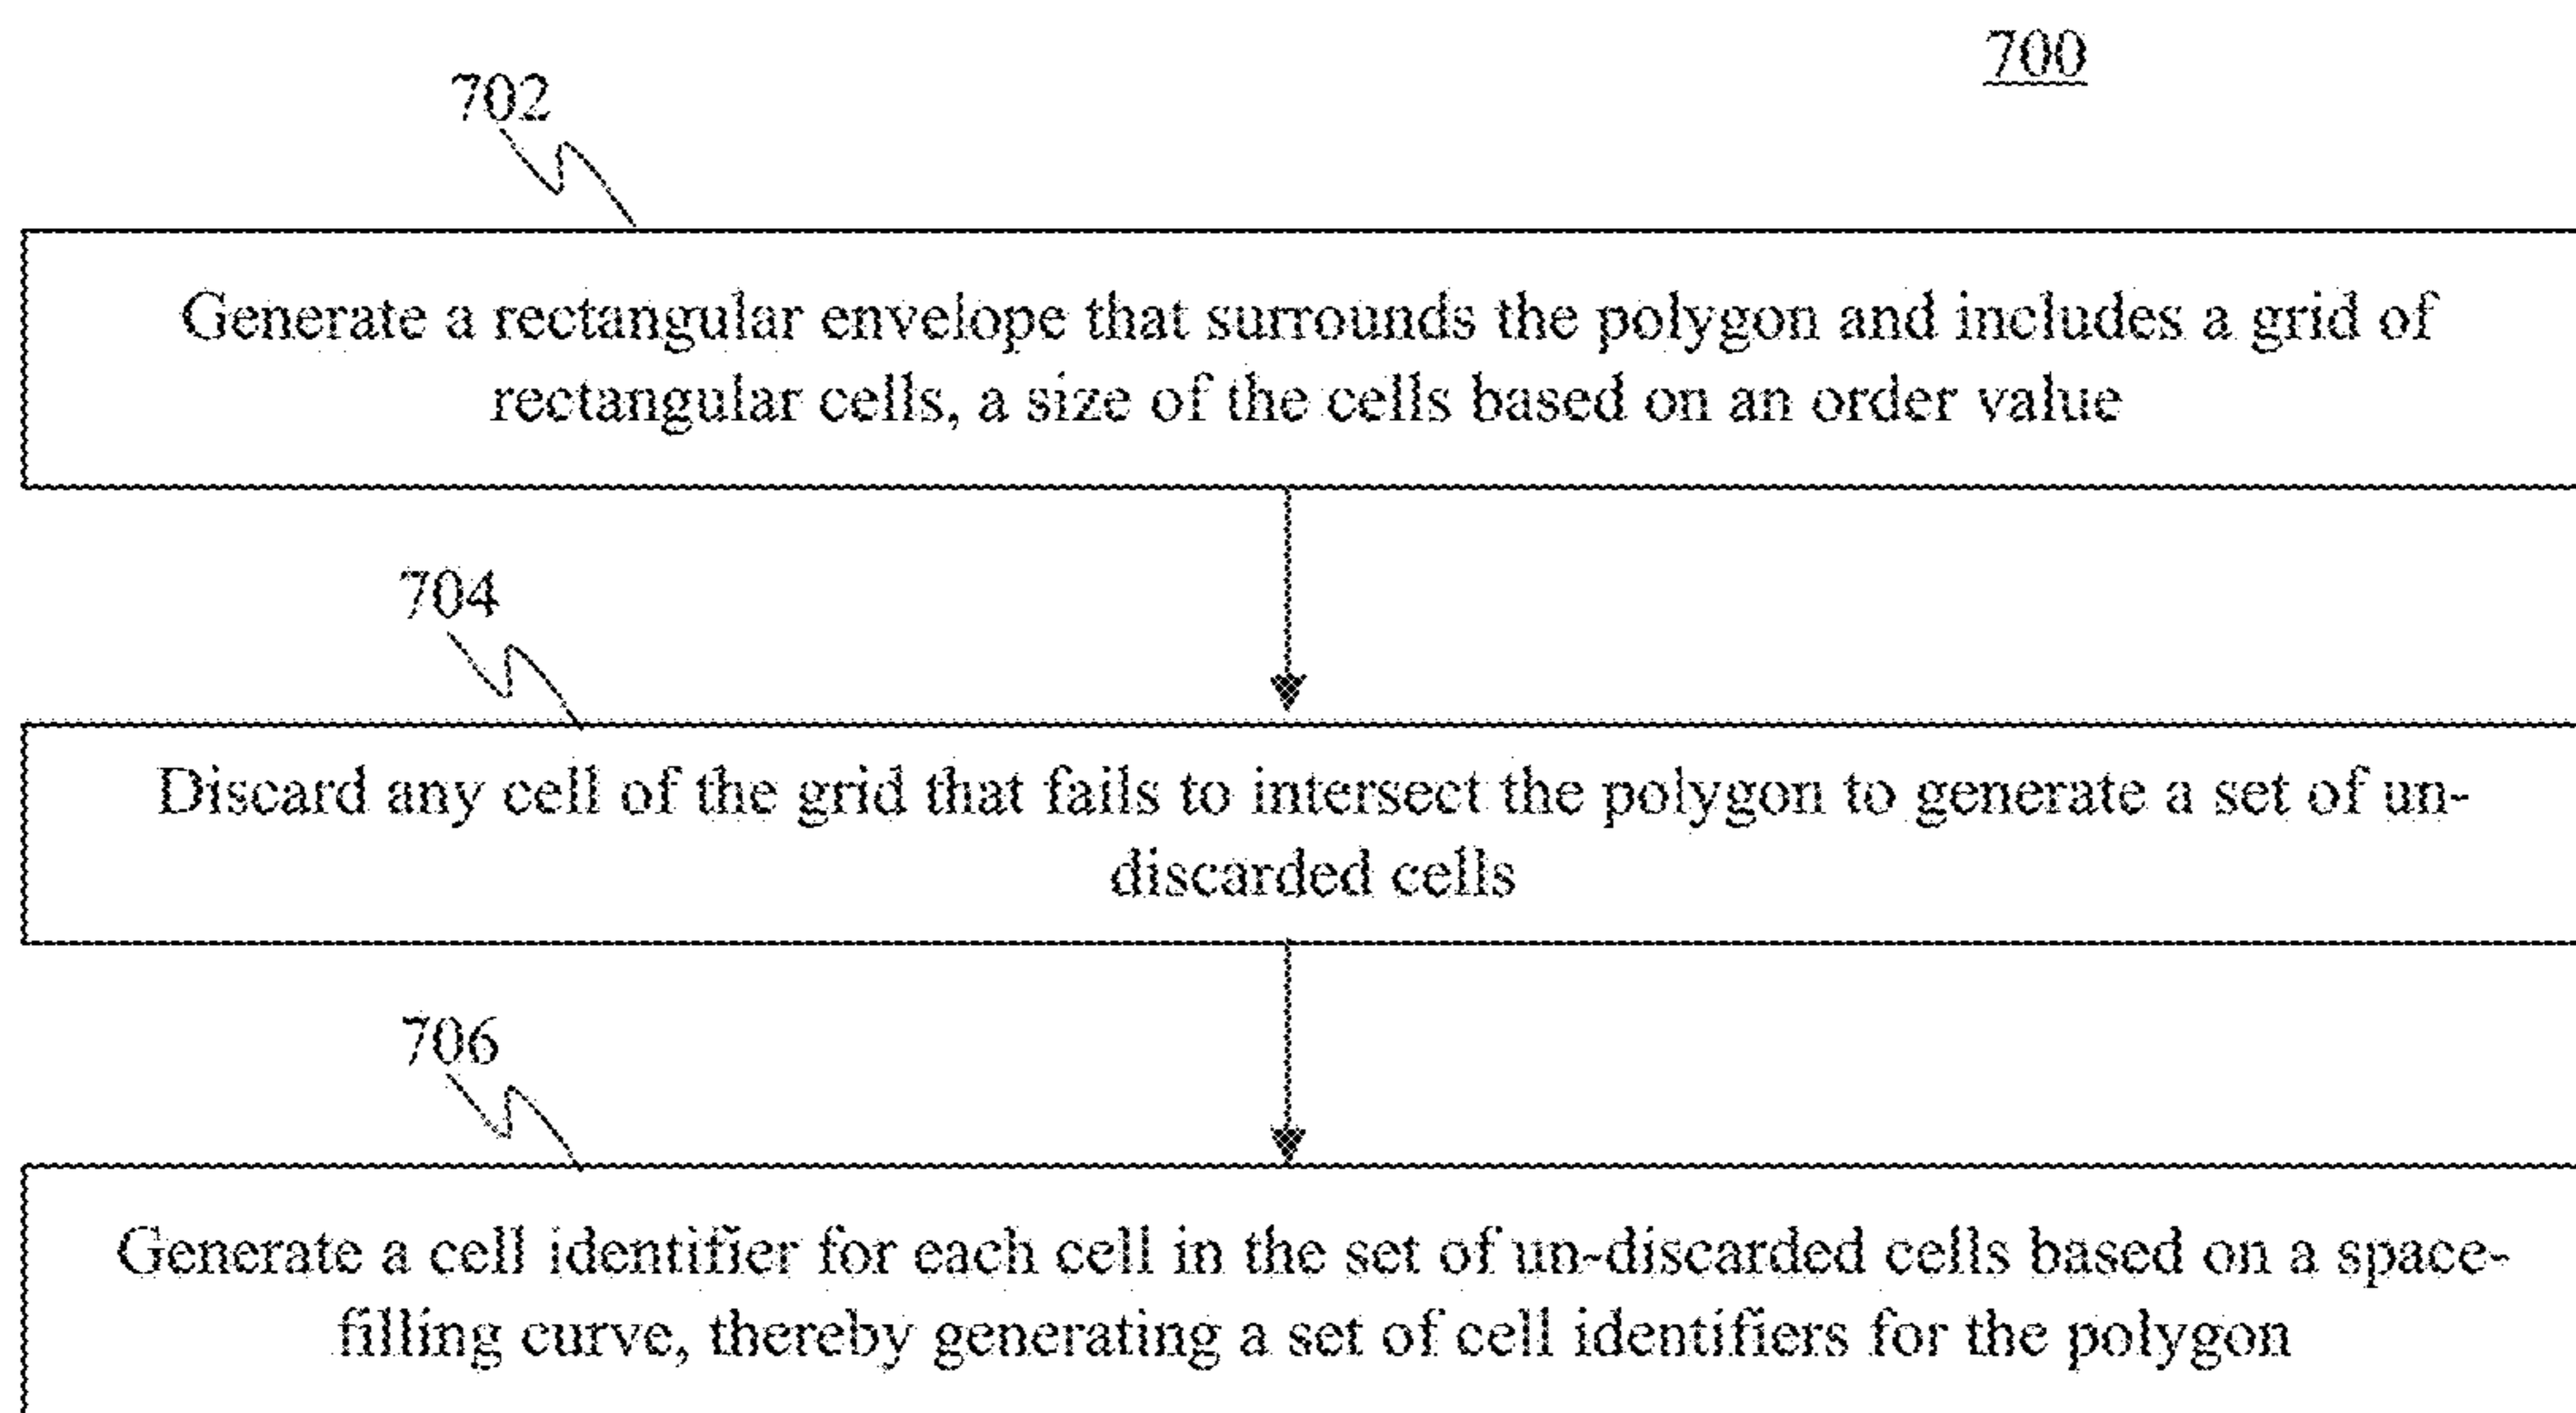 700
702
Generate a rectangular envelope that surrounds the polygon and includes a grid of
rectangular cells, a size of the cells based on an order value
704
Discard any cell of the grid that fails to intersect the polygon to generate a set of un-
discarded cells
706
Generate a cell identifier for each cell in the set of un-discarded cells based on a space-
filling curve, thereby generating a set of cell identifiers for the polygon